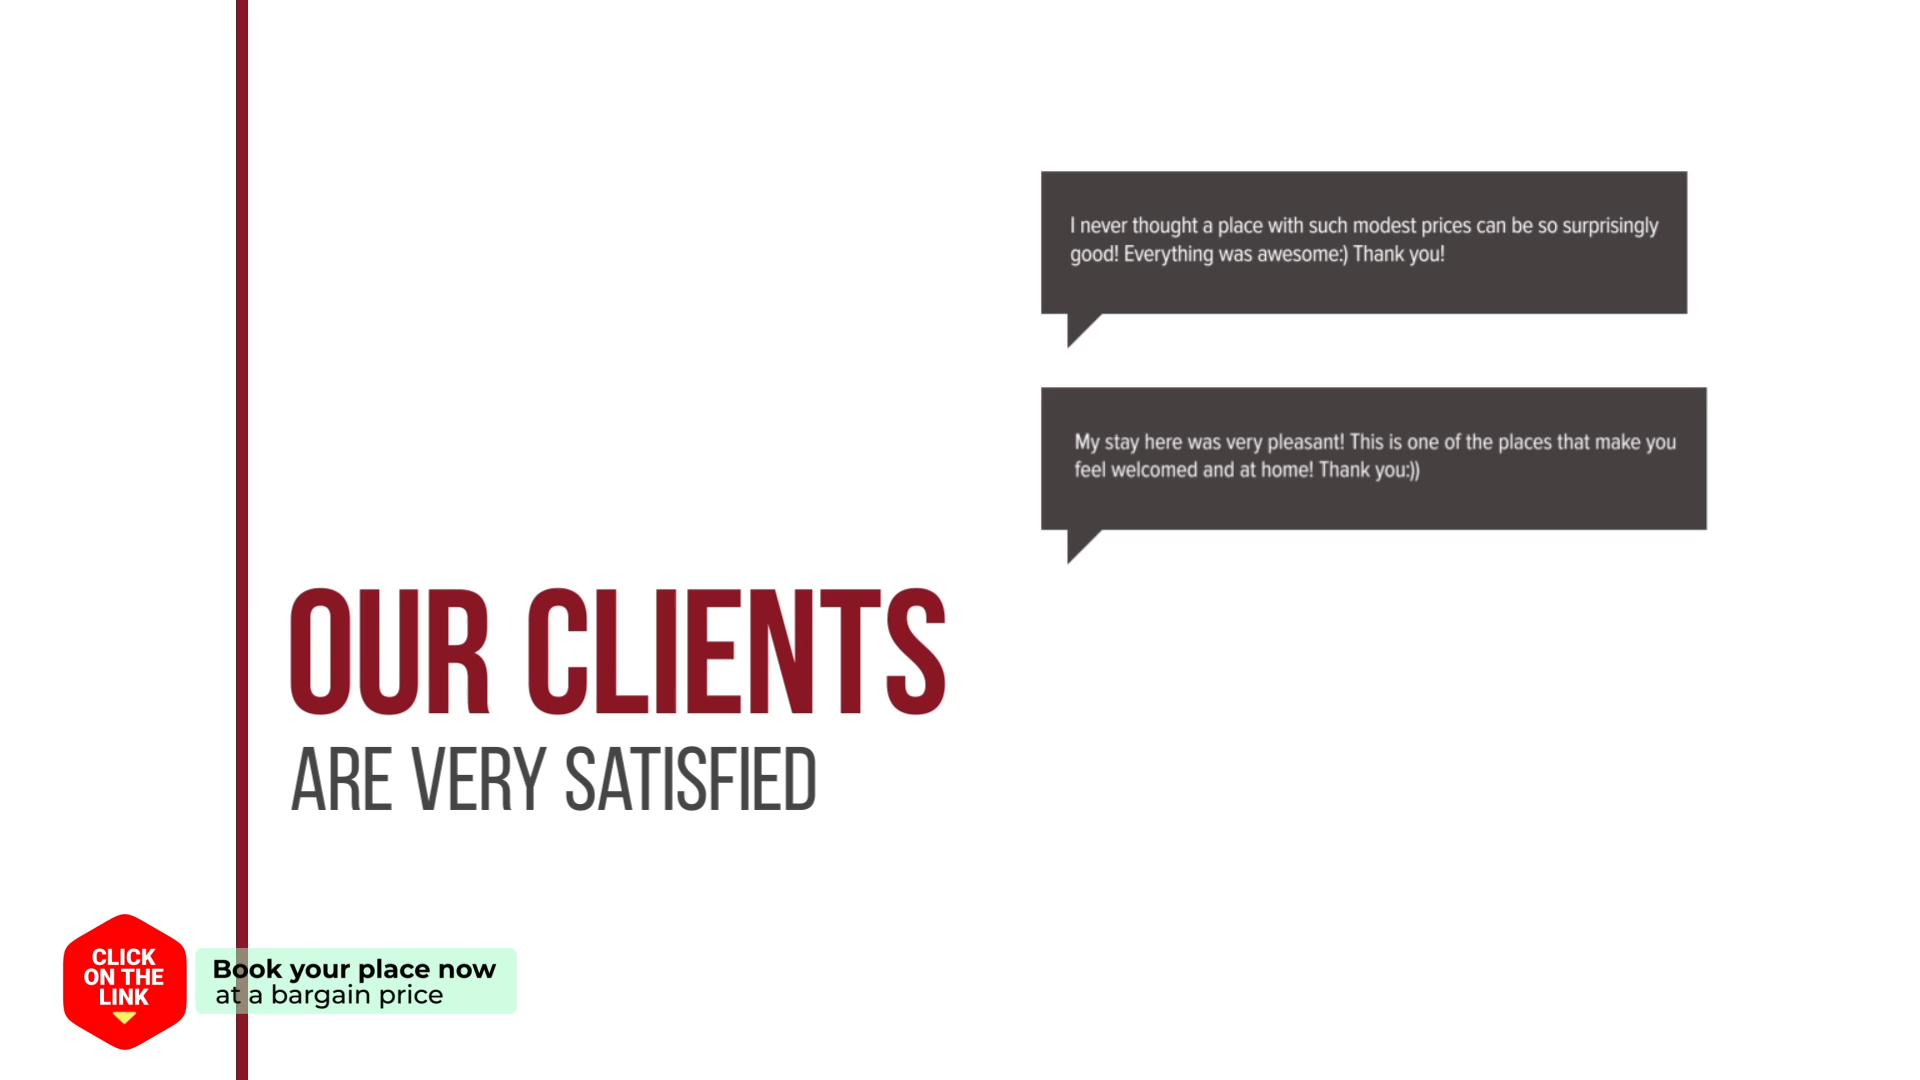 I never thought a place with such modest prices can be so surprisingly
good! Everything was awesome:) Thank you!
My stay here was very pleasant! This is one of the places that make you
feel welcomed and at home! Thank you:))
OUR CLIENTS
ARE VERY SATISFIED
CLICK
ON THE
LINK
Book your place now
at a bargain price